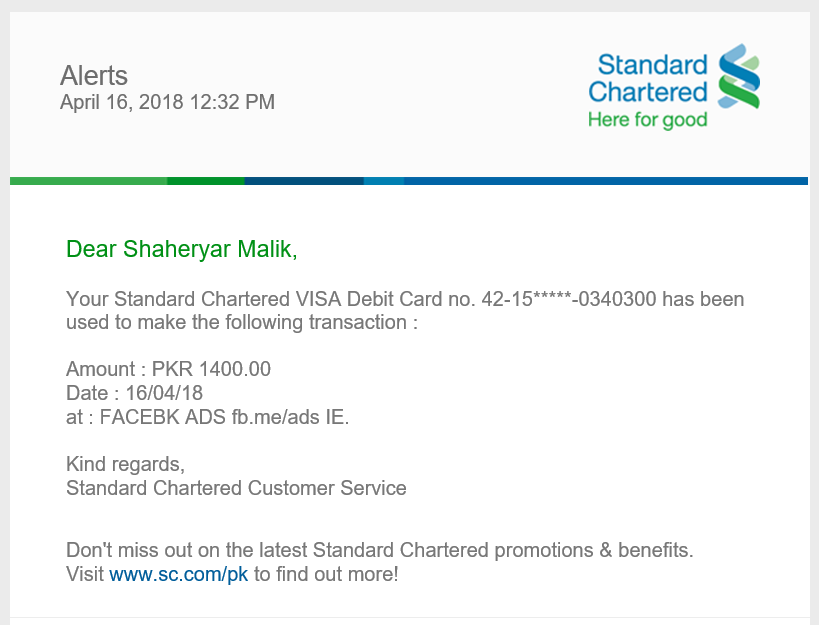 Alerts
April 16, 2018 12:32 PM
Standard
Chartered
Here for good
Dear Shaheryar Malik,
Your Standard Chartered VISA Debit Card no. 42-15*****-0340300 has been
used to make the following transaction :
Amount : PKR 1400.00
Date : 16/04/18
at : FACEBK ADS fb.me/ads IE.
Kind regards,
Standard Chartered Customer Service
Don't miss out on the latest Standard Chartered promotions & benefits.
Visit www.sc.com/pk to find out more!